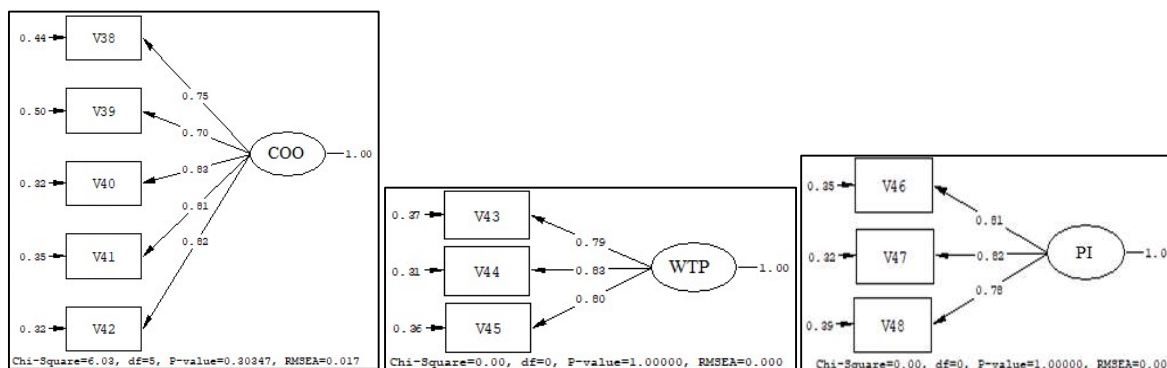 0.44
V38
0.75
0.50
V39
0.70
COO
1.00
0.32
V40
0.83
0.35
V41
0.81
0.82
0.32
V42
Chi-Square=6.03, df=5, P-value=0.30347, RMSEA=0.017
0.37
V43
0.79
0.31
V44
0.83
WTP
1.00
0.80
0.36
V45
Chi-Square=0.00, df=0, P-value=1.00000, RMSEA=0.000
0.35
V46
0.81
0.32
V47
0.82
PI
1.0
0.78
0.39
V48
Chi-Square=0.00, df=0, P-value=1.00000, RMSEA=0.00